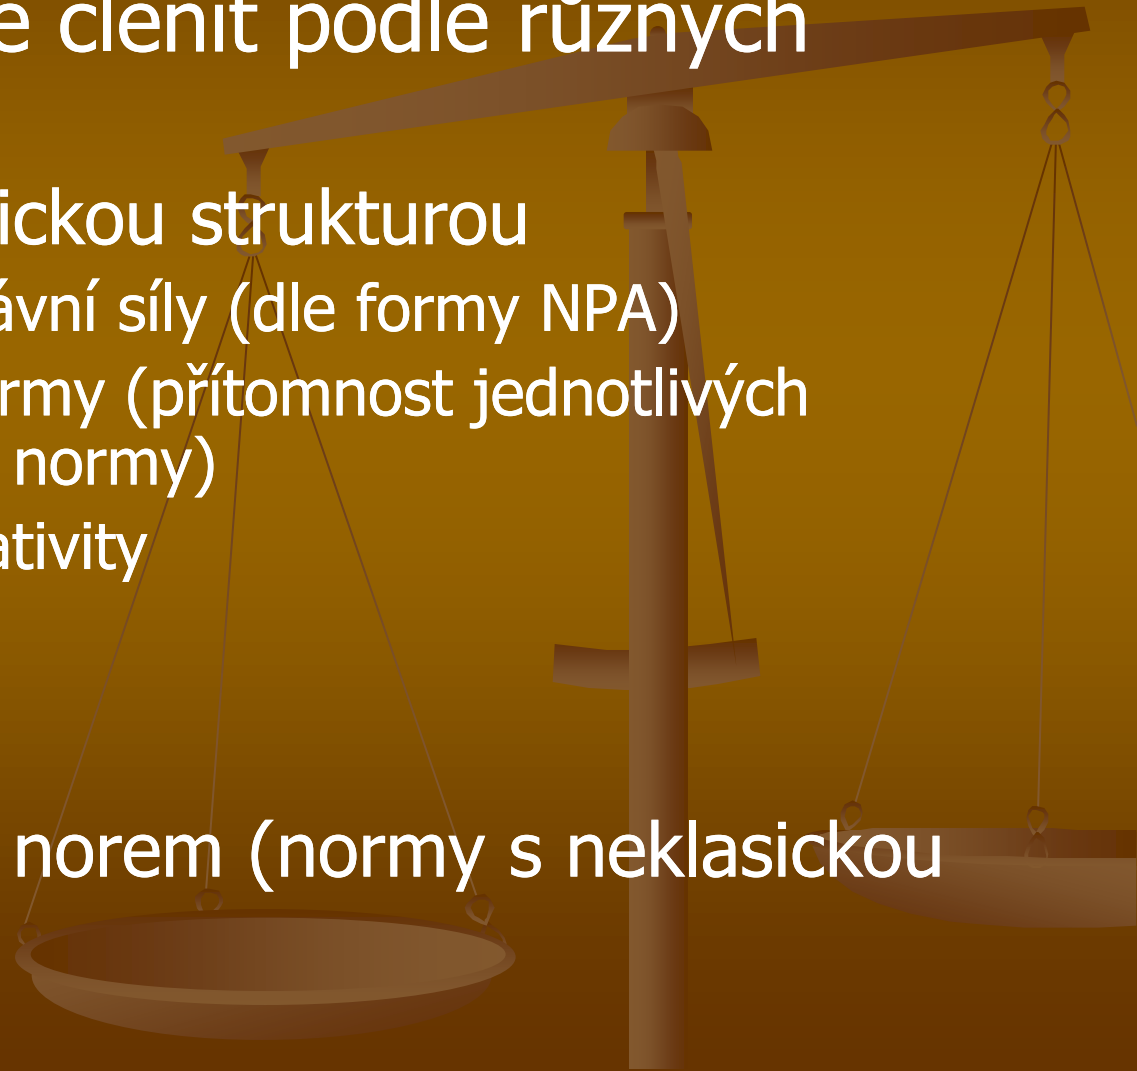 e členit podle různých
ickou strukturou
ávní síly (dle formy NPA)
rmy (přítomnost jednotlivých
normy)
ativity
norem (normy s neklasickou